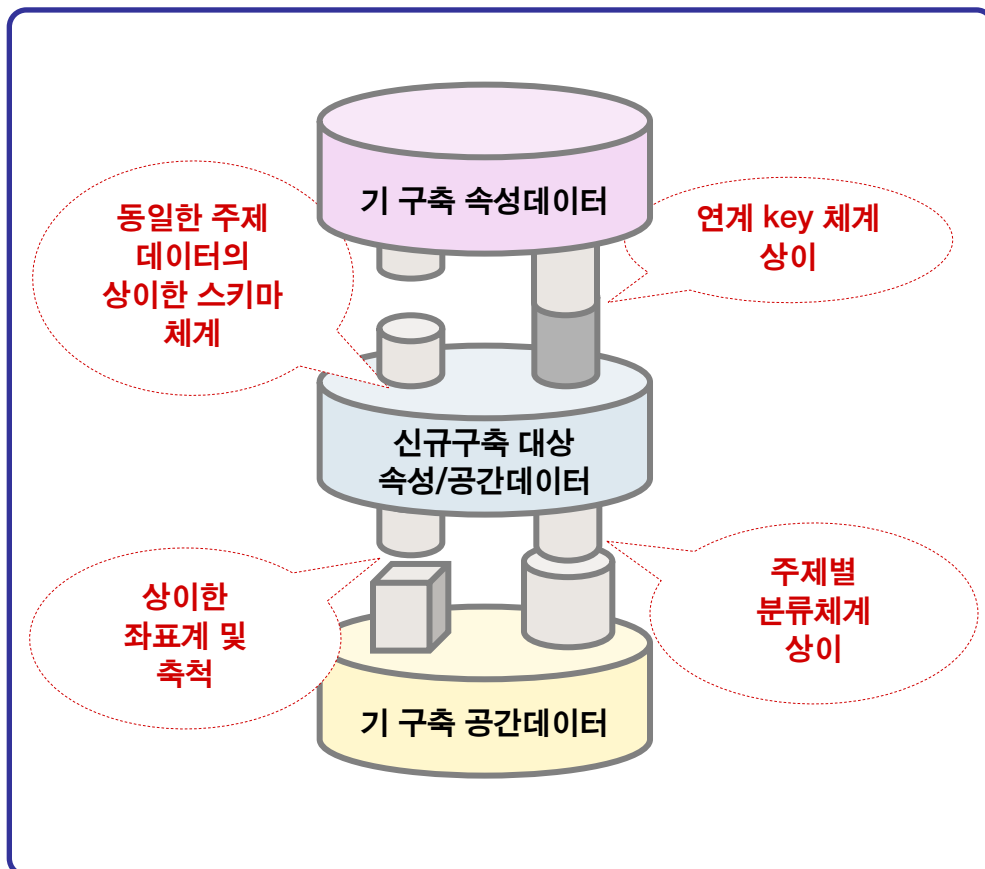 기 구축 속성데이터
동일한 주제
데이터의
상이한 스키마
체계
연계 key 체계
상이
신규구축 대상
속성/공간데이터
상이한
좌표계 및
축척
주제별
분류체계
상이
기 구축 공간데이터